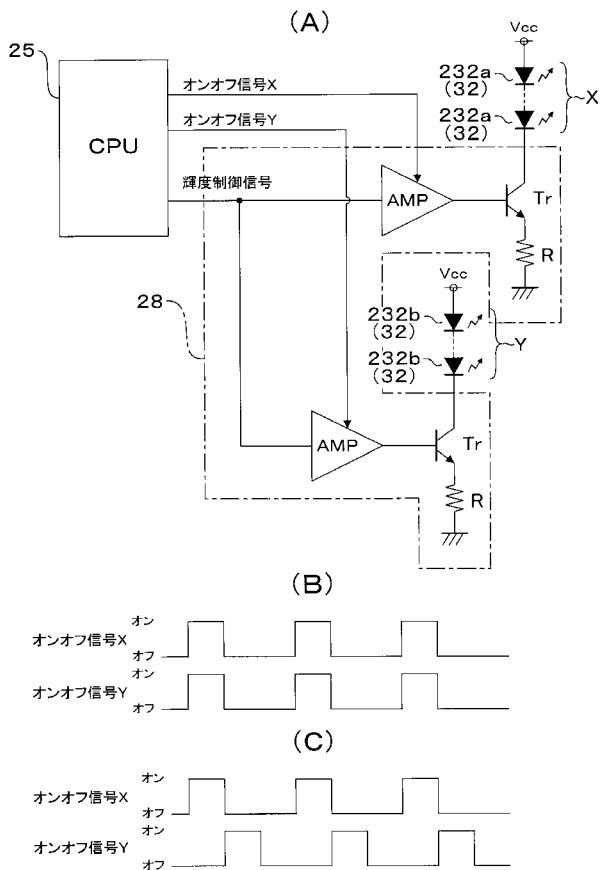 (A)
25
CPU
オンオフ信号X
オンオフ信号Y
輝度制御信号
Vcc
232a
(32)
232a
(32)
X
AMP
Tr
R
28
Vcc
232b
(32)
232b
(32)
Y
AMP
Tr
R
(B)
オンオフ信号X
オン
オフ
オンオフ信号Y
オン
オフ
(C)
オンオフ信号X
オン
オフ
オンオフ信号Y
オン
オフ